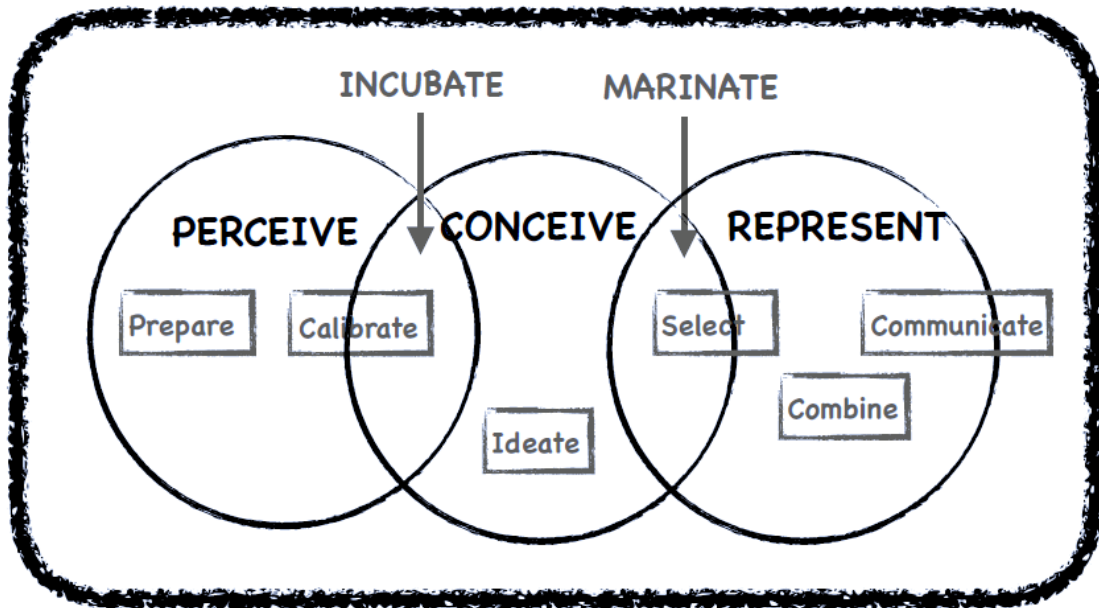 INCUBATE
MARINATE
PERCEIVE
CONCEIVE
REPRESENT
Prepare
Calibrate
Select
Communicate
Combine
Ideate